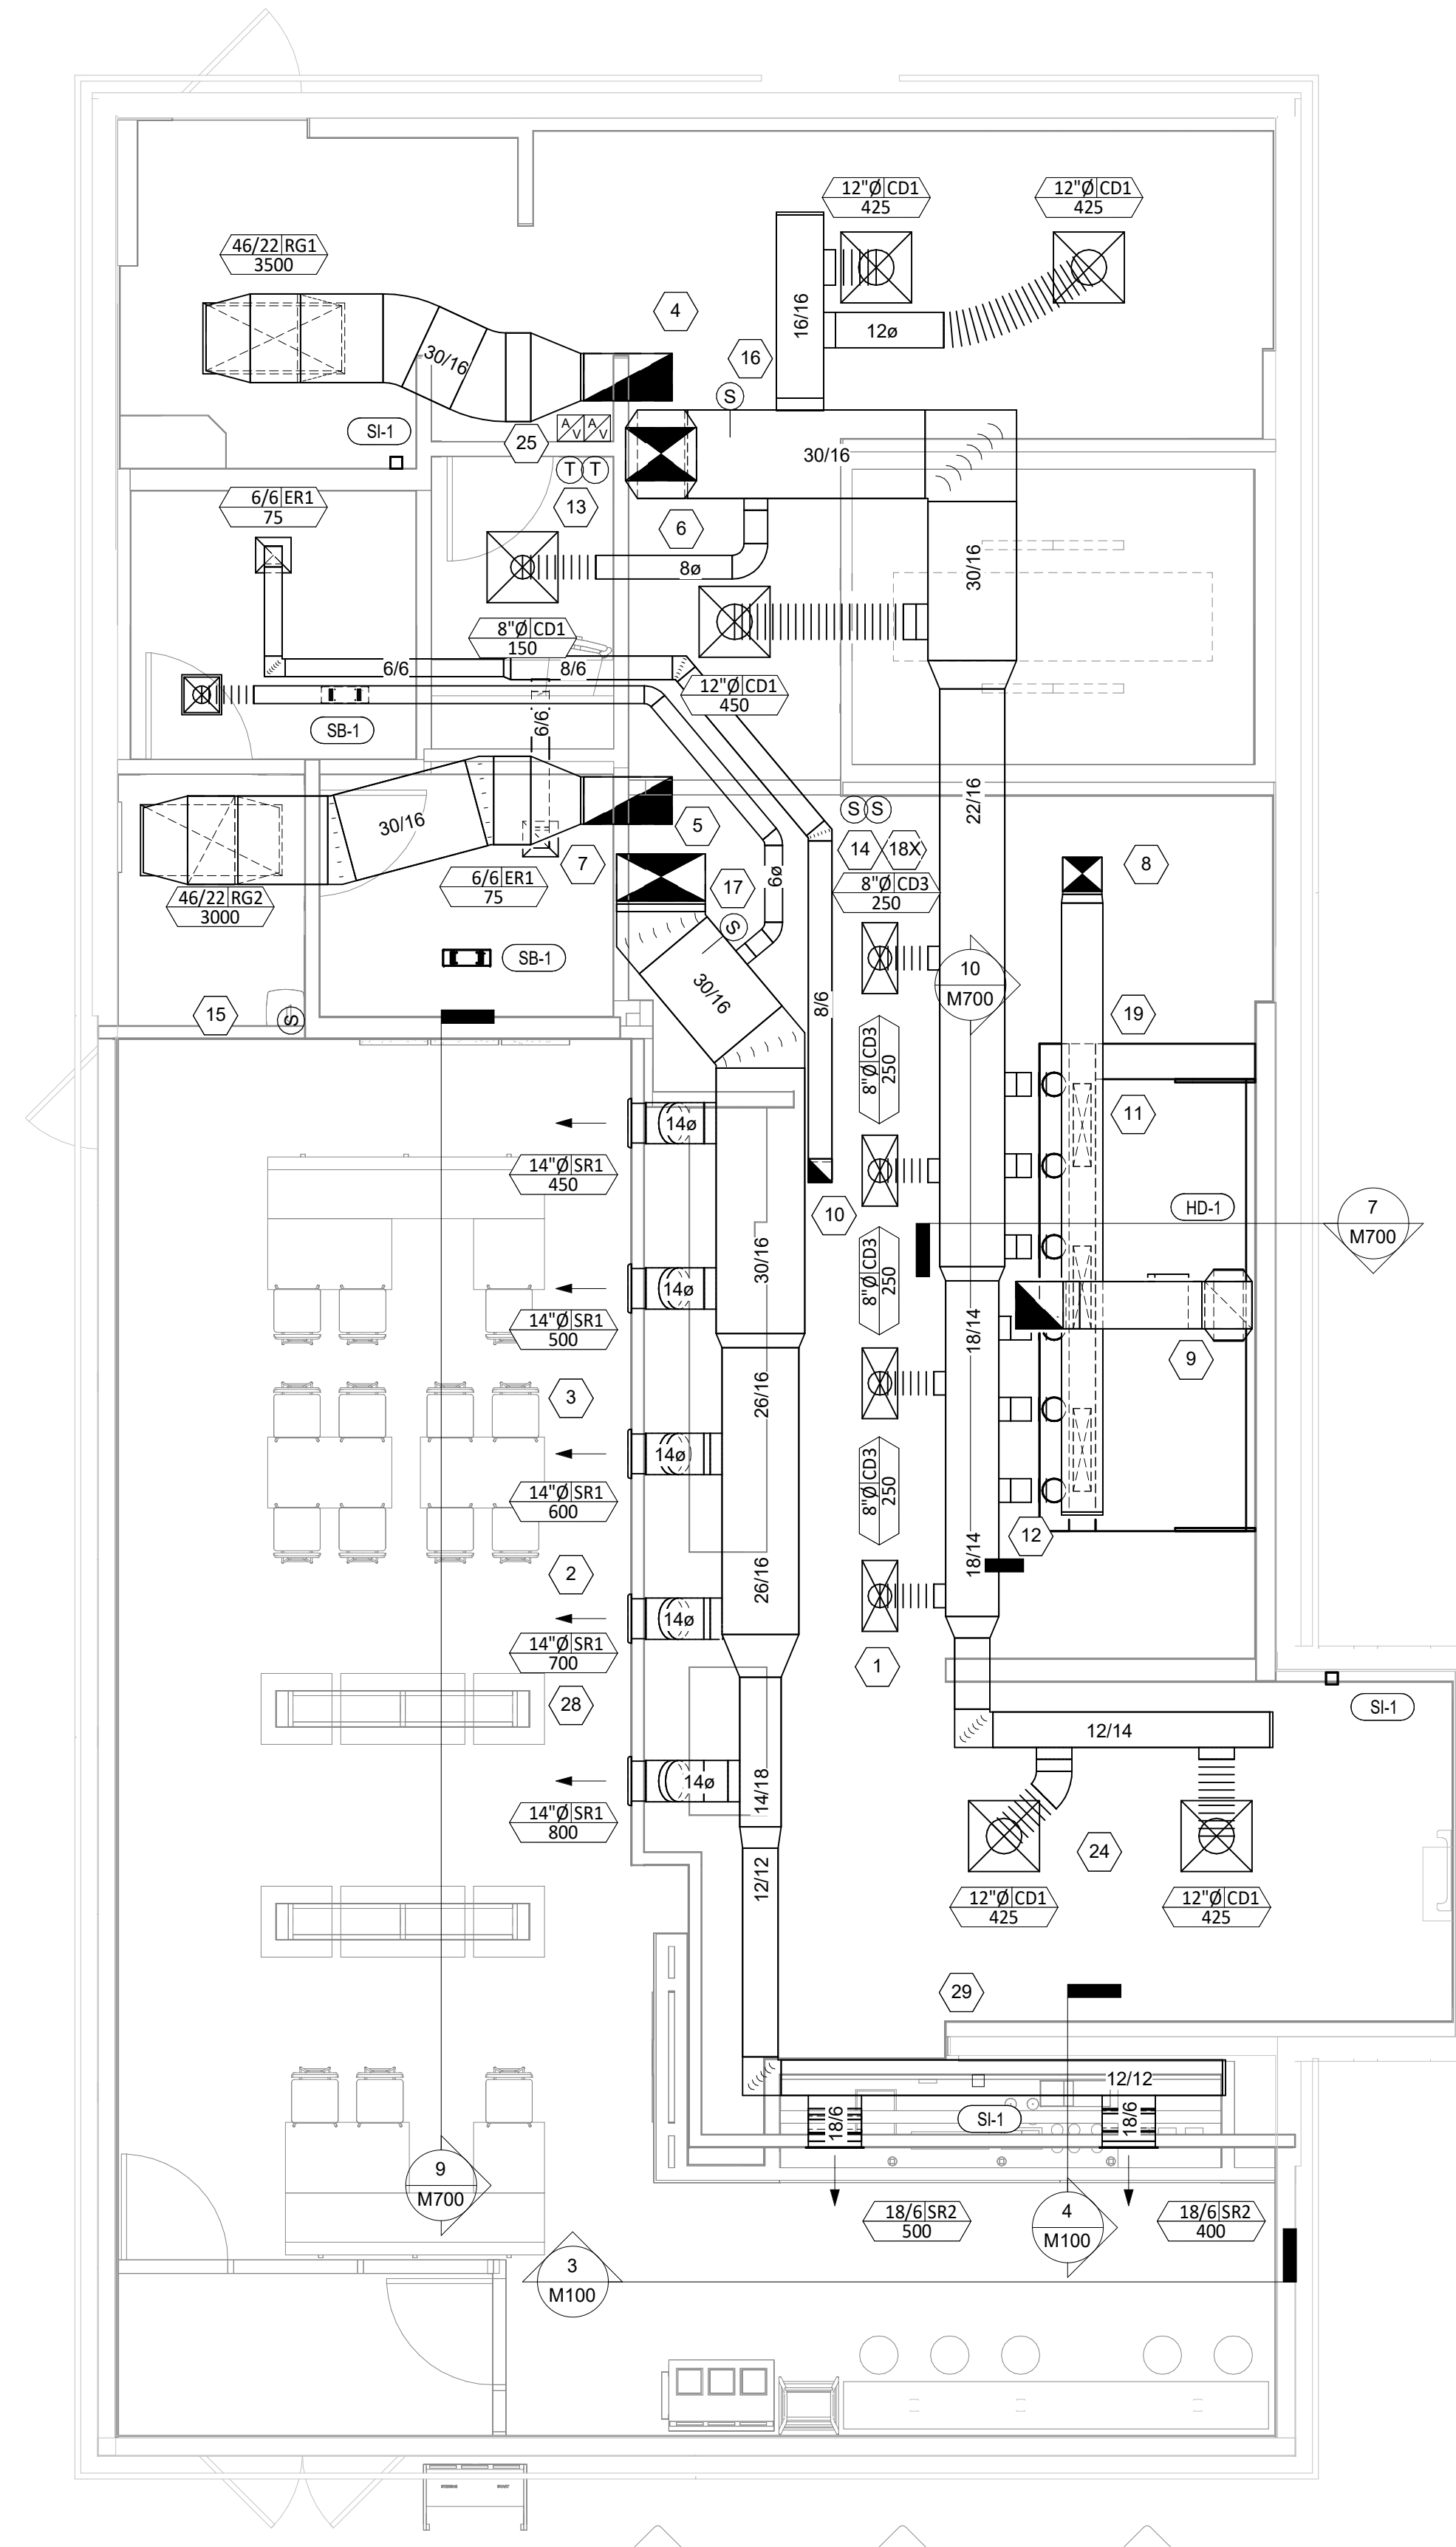 12"Ø CD1
425
12"Ø CD1
425
46/22 RG1
3500
4
16/16
12ø
30/16
16
S
SI-1
25
A
V
A
V
30/16
T T
6/6 ER1
75
13
6
8ø
30/16
8"Ø CD1
150
6/6
8/6
12"Ø CD1
450
SB-1
6/6
22/16
30/16
S S
5
14
18X
8
7
17
6ø
6/6 ER1
75
8"Ø CD3
250
46/22 RG2
3000
S
SB-1
10
M700
30/16
8/6
15
S
19
8"Ø CD3
250
11
14ø
14"Ø SR1
450
HD-1
7
M700
10
30/16
8"Ø CD3
250
14ø
14"Ø SR1
500
18/14
9
3
26/16
14ø
14"Ø SR1
600
8"Ø CD3
250
12
18/14
2
26/16
14ø
14"Ø SR1
700
1
28
SI-1
12/14
14ø
14/18
14"Ø SR1
800
24
12/12
12"Ø CD1
425
12"Ø CD1
425
29
12/12
18/6
SI-1
18/6
9
M700
18/6 SR2
500
4
M100
18/6 SR2
400
3
M100